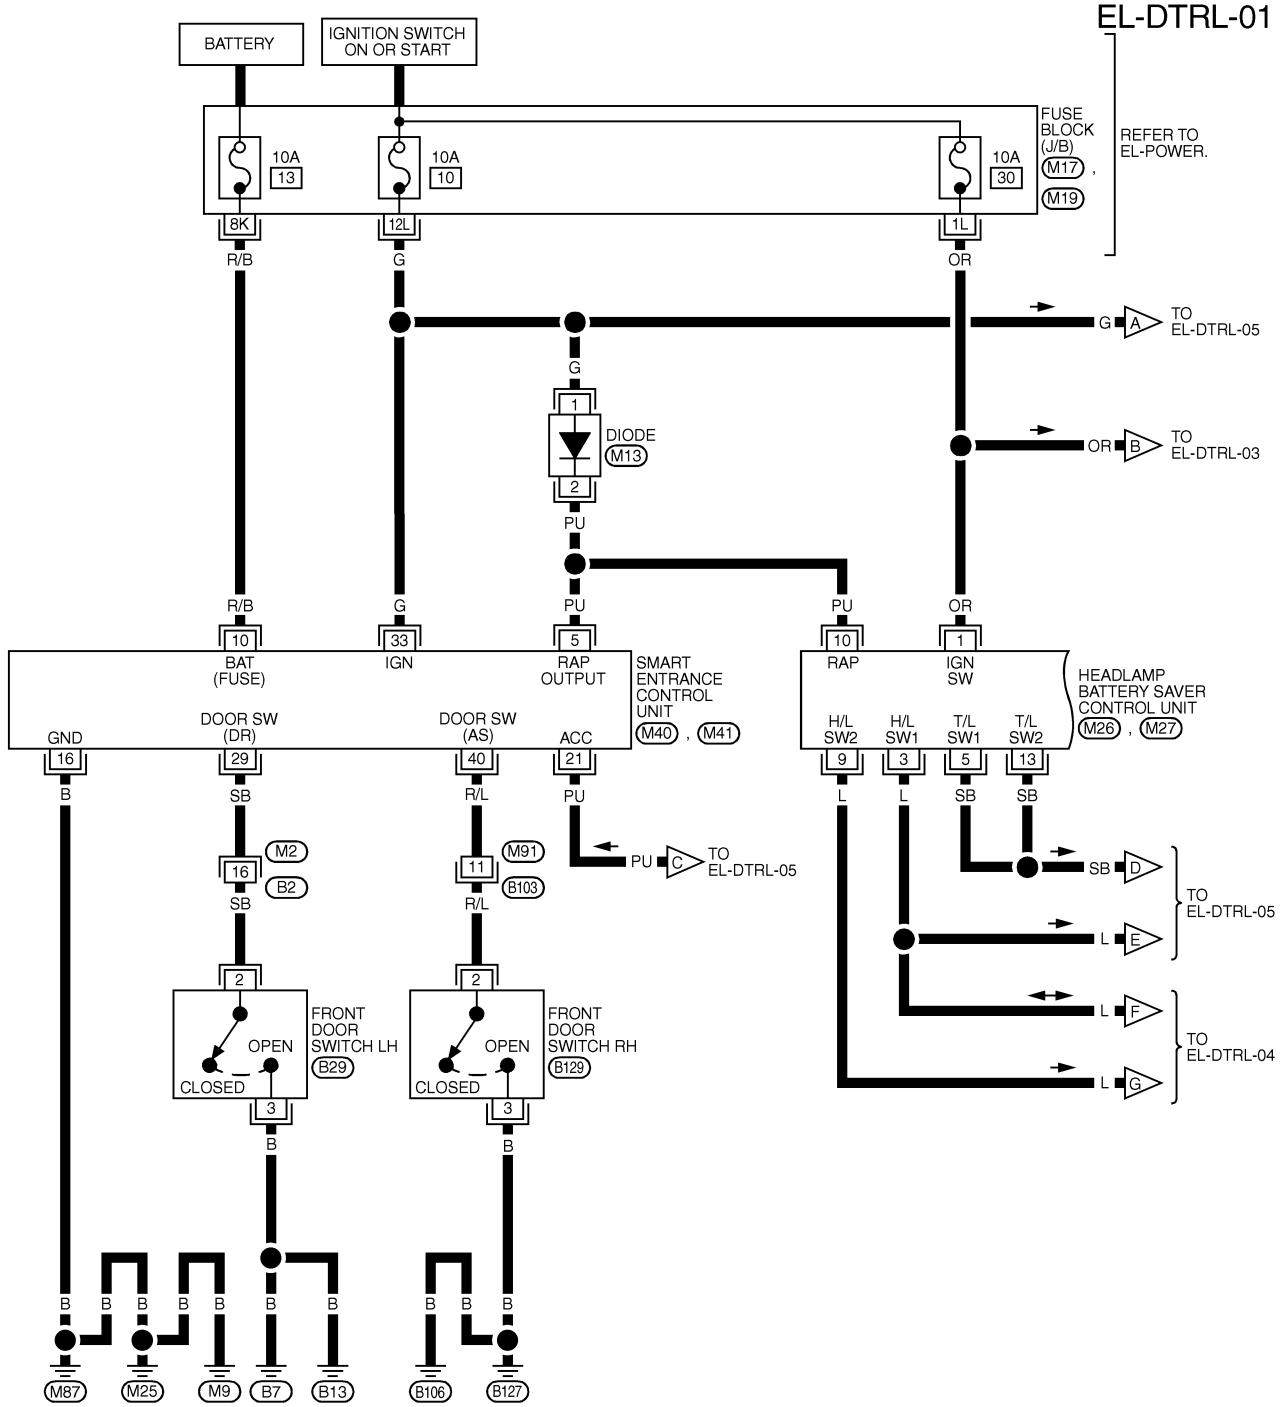 EL-DTRL-01
BATTERY
IGNITION SWITCH
ON OR START
FUSE
BLOCK
(J/B)
M17 ,
M19
REFER TO
EL-POWER.
10A
13
10A
10
10A
30
8K
12L
1L
R/B
G
OR
G
A
TO
EL-DTRL-05
G
1
DIODE
M13
2
PU
OR
B
TO
EL-DTRL-03
R/B
G
PU
PU
OR
10
33
5
10
1
BAT
(FUSE)
IGN
RAP
OUTPUT
SMART
ENTRANCE
CONTROL
UNIT
M40 , M41
RAP
IGN
SW
HEADLAMP
BATTERY SAVER
CONTROL UNIT
M26 , M27
GND
DOOR SW
(DR)
DOOR SW
(AS)
ACC
H/L
SW2
H/L
SW1
T/L
SW1
T/L
SW2
16
29
40
21
9
3
5
13
B
SB
R/L
PU
L
L
SB
SB
M2
16
B2
SB
M91
11
B103
R/L
PU
C
TO
EL-DTRL-05
SB
D
L
E
TO
EL-DTRL-05
L
F
L
G
TO
EL-DTRL-04
2
OPEN
CLOSED
FRONT
DOOR
SWITCH LH
B29
3
B
2
OPEN
CLOSED
FRONT
DOOR
SWITCH RH
B129
3
B
B
B
B
B
B
B
B
B
B
B
M87
M25
M9
B7
B13
B106
B127